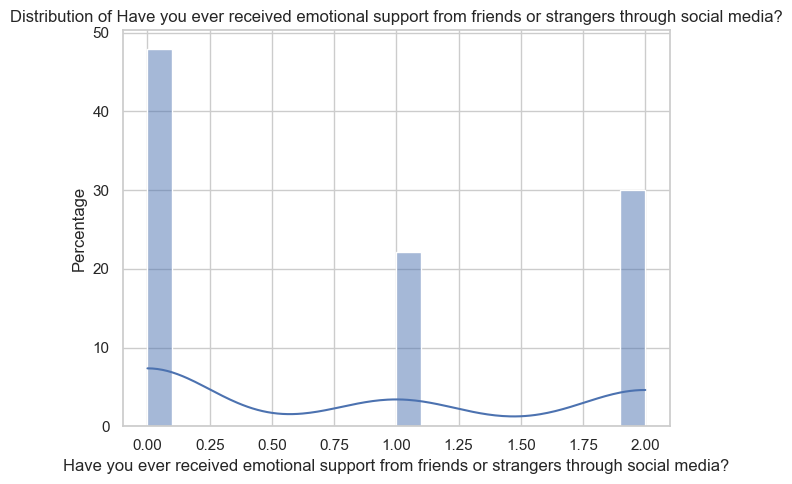 Distribution of Have you ever received emotional support from friends or strangers through social media?
50
40
30
20
10
0
Percentage
0.00 0.25 0.50 0.75 1.00 1.25 1.50 1.75 2.00
Have you ever received emotional support from friends or strangers through social media?